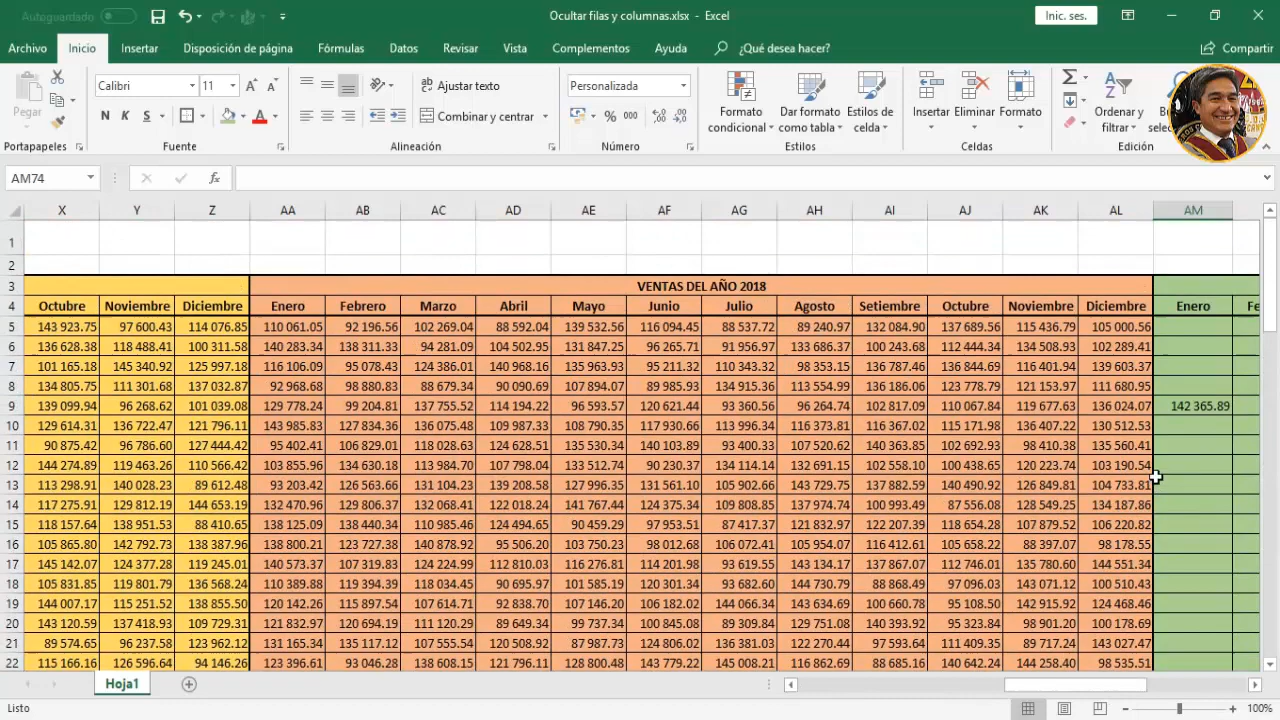 Autoguardado
Ocultar filas y columnas.xlsx - Excel
Inic. ses.
Archivo Inicio Insertar Disposición de página Fórmulas Datos Revisar Vista Complementos Ayuda ¿Qué desea hacer? Compartir
Pegar
Calibri 11
N K S
Ajustar texto
Combinar y centrar
Personalizada
% 000
Formato condicional
Dar formato como tabla
Estilos de celda
Insertar Eliminar Formato
Ordenar y filtrar
Portapapeles Fuente Alineación Número Estilos Celdas Edición
AM74
X Y Z AA AB AC AD AE AF AG AH AI AJ AK AL AM
1
2
3 VENTAS DEL AÑO 2018
4 Octubre Noviembre Diciembre Enero Febrero Marzo Abril Mayo Junio Julio Agosto Setiembre Octubre Noviembre Diciembre Enero Fe
5 143 923.75 97 600.43 114 076.85 110 061.05 92 196.56 102 269.04 88 592.04 139 532.56 116 094.45 88 537.72 89 240.97 132 084.90 137 689.56 115 436.79 105 000.56
6 136 628.38 118 488.41 100 311.58 140 283.34 138 311.33 94 281.09 104 502.95 131 847.25 96 265.71 91 956.97 133 686.37 100 243.68 112 444.34 134 508.93 102 289.41
7 101 165.18 145 340.92 125 997.18 116 106.09 95 078.43 124 386.01 140 968.16 135 963.93 95 211.32 110 343.32 98 353.15 136 787.46 136 844.69 116 401.94 139 603.37
8 134 805.75 111 301.68 137 032.87 92 968.68 98 880.83 88 679.34 90 090.69 107 894.07 89 985.93 134 915.36 113 554.99 136 186.06 123 778.79 121 153.97 111 680.95
9 139 099.94 96 268.62 101 039.08 129 778.24 99 204.81 137 755.52 114 194.22 96 593.57 120 621.44 93 360.56 96 264.74 102 817.09 110 067.84 119 677.63 136 024.07 142 365.89
10 129 614.31 136 722.47 121 796.11 143 985.83 127 834.36 136 075.48 109 987.33 108 790.35 117 930.66 113 996.34 116 373.81 116 367.02 115 171.98 136 407.22 130 512.53
11 90 875.42 96 786.60 127 444.42 95 402.41 106 829.01 118 028.63 124 628.51 135 530.34 140 103.89 93 400.33 107 520.62 140 363.85 102 692.93 98 410.38 135 560.41
12 144 274.89 119 463.26 110 566.42 103 855.96 134 630.18 113 984.70 107 798.04 133 512.74 90 230.37 134 114.14 132 691.15 102 558.10 100 438.65 120 223.74 103 190.54
13 113 298.91 140 028.23 89 612.48 93 203.42 126 563.66 131 100.24 139 208.58 127 996.35 131 561.10 105 902.66 143 729.75 137 882.59 140 490.92 126 849.81 104 733.81
14 117 275.91 129 812.19 144 653.19 132 470.96 129 806.37 132 068.41 122 018.24 141 767.44 124 375.34 109 808.85 137 974.74 100 993.49 87 556.08 128 549.25 134 187.86
15 118 157.64 138 951.53 88 410.65 138 125.09 138 440.34 110 985.46 124 494.65 90 459.29 97 953.51 87 417.37 121 832.97 122 207.39 118 654.28 107 879.52 106 220.82
16 105 865.80 142 792.73 138 387.96 138 800.21 123 727.38 140 878.92 95 506.20 103 750.23 98 012.68 106 072.41 105 954.07 116 412.61 105 658.22 88 397.07 98 178.55
17 145 142.07 124 377.28 119 245.01 140 573.37 107 319.83 124 224.99 112 810.03 116 276.81 114 201.98 93 619.55 143 134.17 137 867.07 112 746.01 135 780.60 144 551.34
18 105 831.85 119 801.79 136 568.24 110 389.88 119 394.39 118 034.45 90 695.97 101 585.19 120 301.34 93 682.60 144 730.79 88 868.49 97 096.03 143 071.12 100 510.43
19 144 007.17 115 251.52 138 855.50 120 142.26 115 897.54 107 614.71 92 838.70 107 146.20 106 182.02 144 066.34 143 634.69 100 660.78 95 108.50 142 915.92 124 468.46
20 143 120.59 137 418.93 109 729.31 121 832.97 120 694.19 111 120.29 89 634.49 99 737.34 100 845.08 89 309.84 129 751.08 140 393.92 95 323.84 98 901.20 100 178.69
21 89 574.65 96 237.58 123 962.12 131 165.34 135 117.12 107 555.54 120 508.92 87 987.73 124 806.02 136 381.03 122 270.44 97 593.64 111 409.35 89 717.24 143 027.47
22 115 166.16 126 596.64 94 146.26 123 396.61 93 046.28 138 608.15 121 796.11 128 800.48 143 779.22 145 008.21 116 862.69 88 685.16 140 642.24 144 258.40 98 535.51
Hoja1
Listo 100%